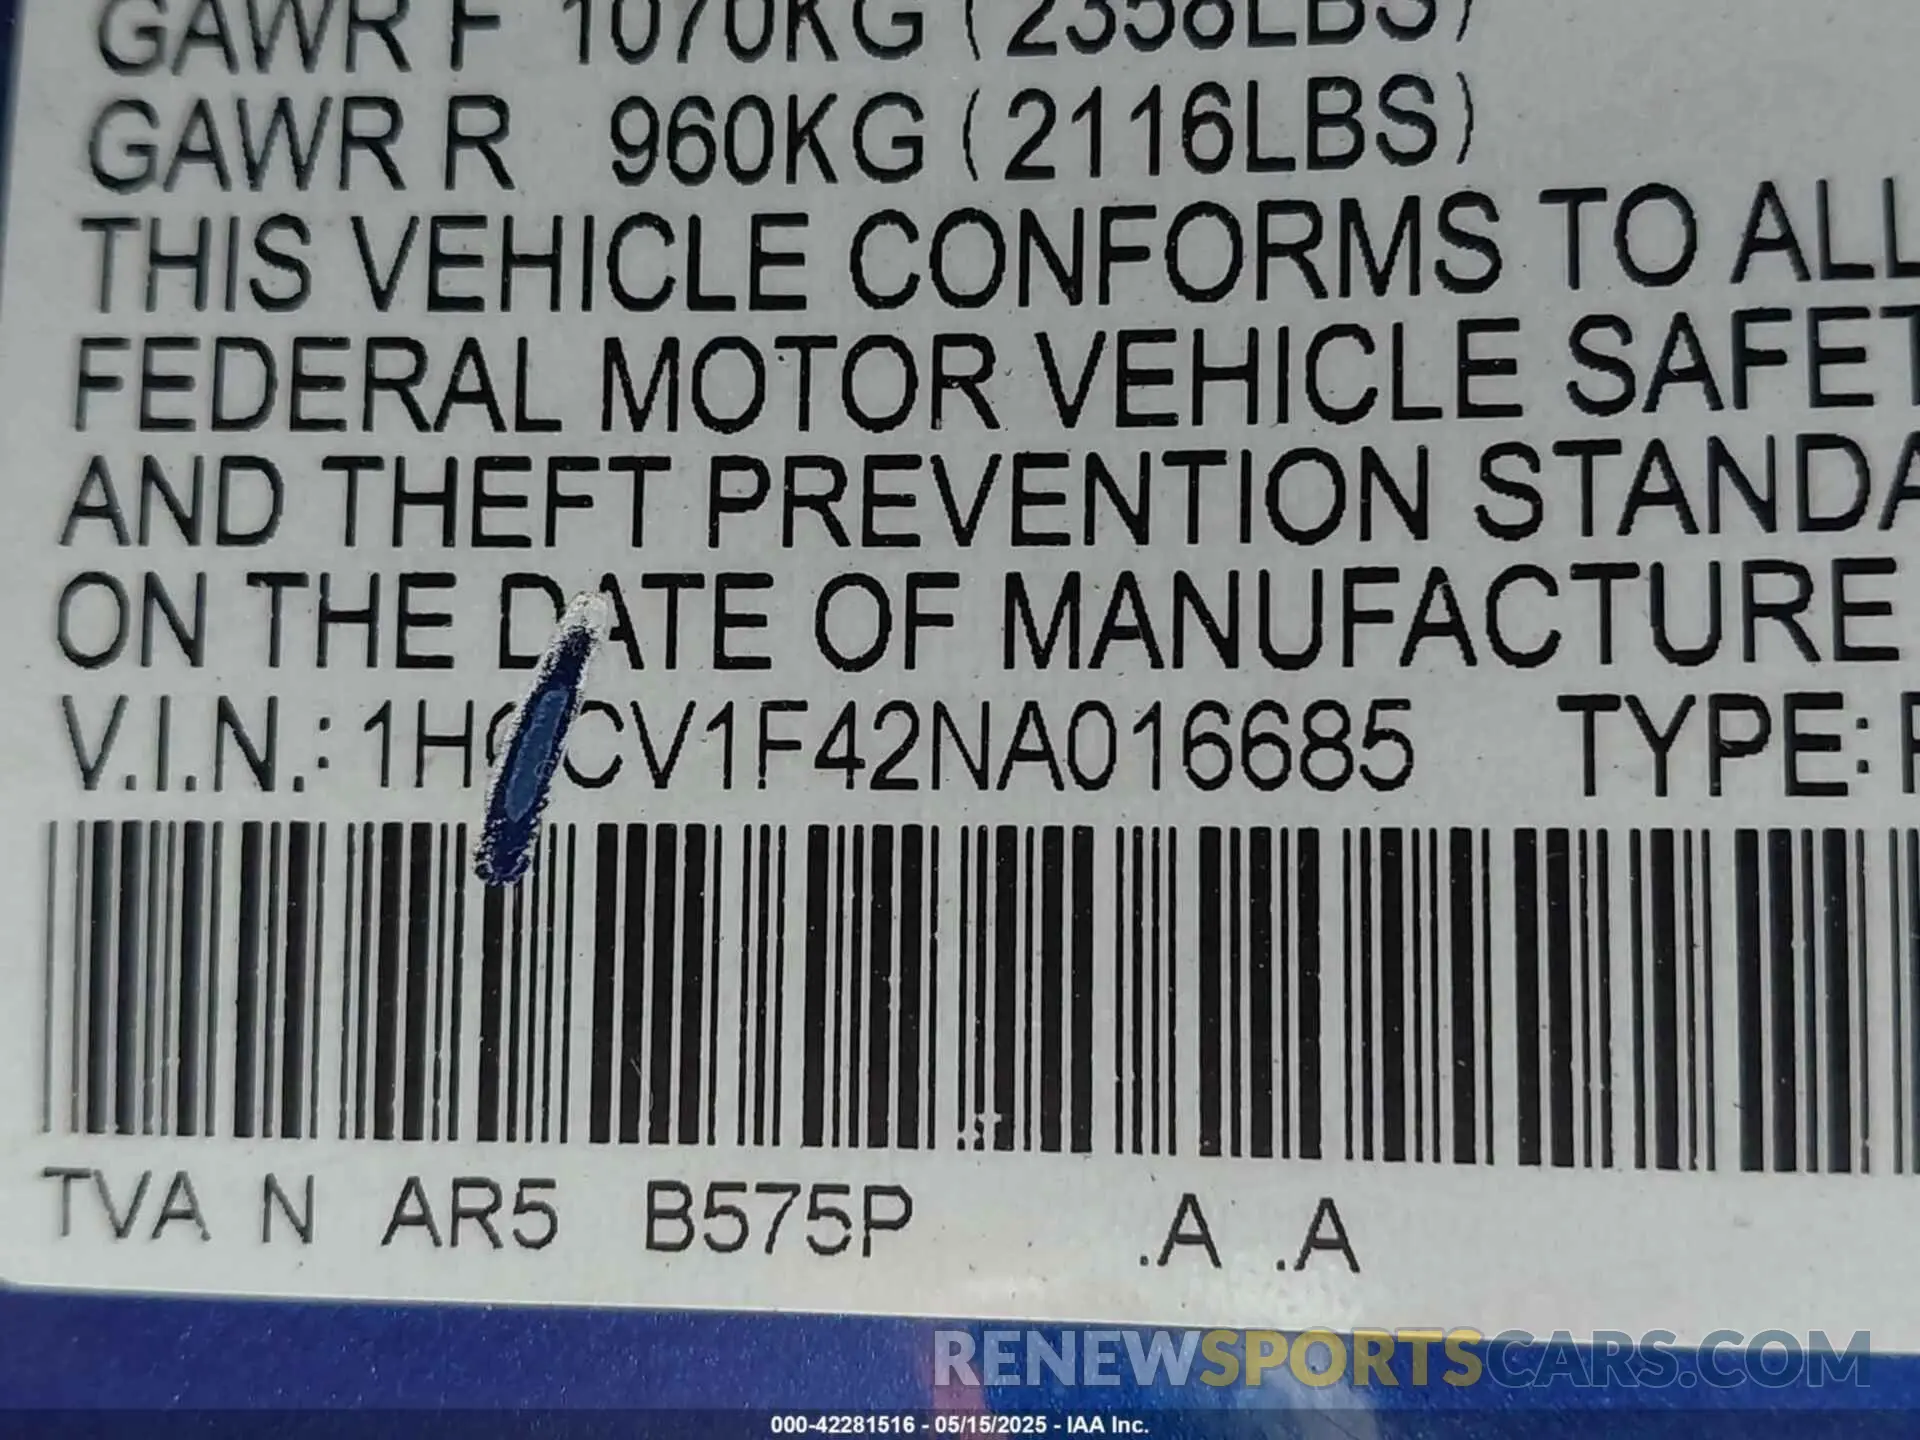 GAWR F 1070KG (2358LBS)
GAWR R 960KG (2116LBS)
THIS VEHICLE CONFORMS TO ALL
FEDERAL MOTOR VEHICLE SAFET
AND THEFT PREVENTION STANDA
ON THE DATE OF MANUFACTURE
V.I.N.: 1HGCV1F42NA016685 TYPE: P
TVA N AR5 B575P .A .A
RENEWSPORTSCARS.COM
000-42281516 - 05/15/2025 - IAA Inc.